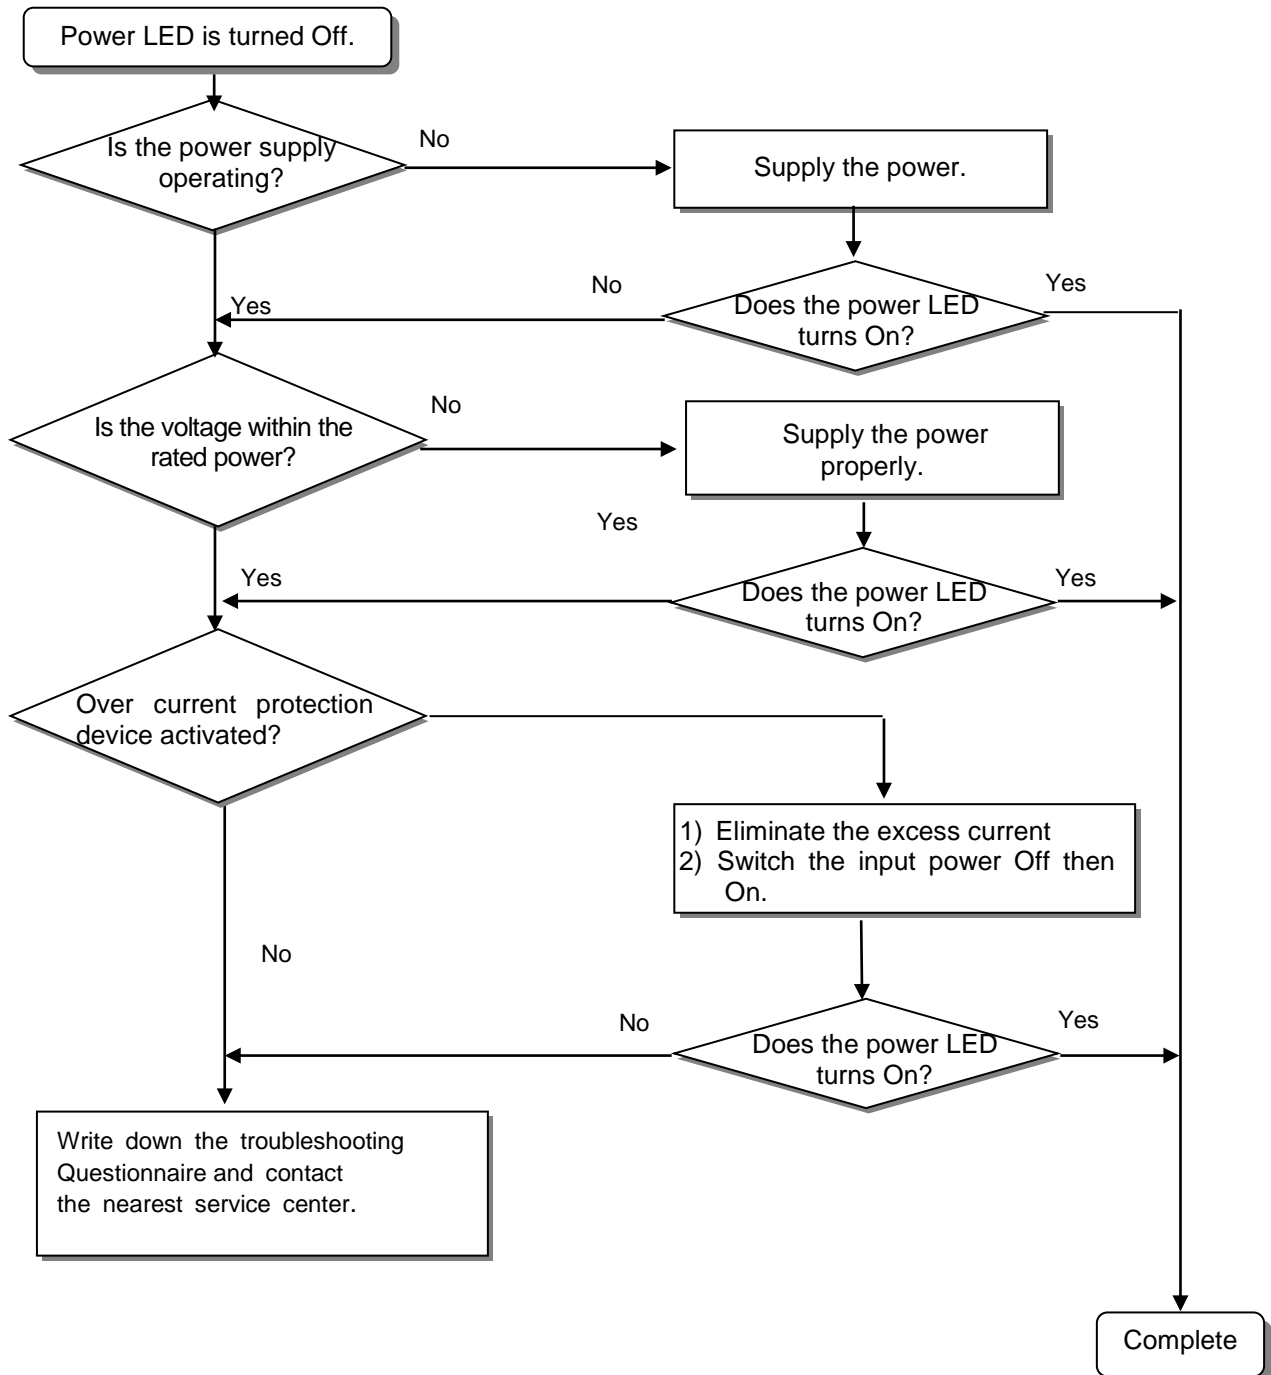 Power LED is turned Off.
Is the power supply
operating?
No
Supply the power.
No
Yes
Yes
Does the power LED
turns On?
Is the voltage within the
rated power?
No
Supply the power
properly.
Yes
Yes
Does the power LED
turns On?
Yes
Over current protection
device activated?
1) Eliminate the excess current
2) Switch the input power Off then
On.
No
No
Does the power LED
turns On?
Yes
Write down the troubleshooting
Questionnaire and contact
the nearest service center.
Complete